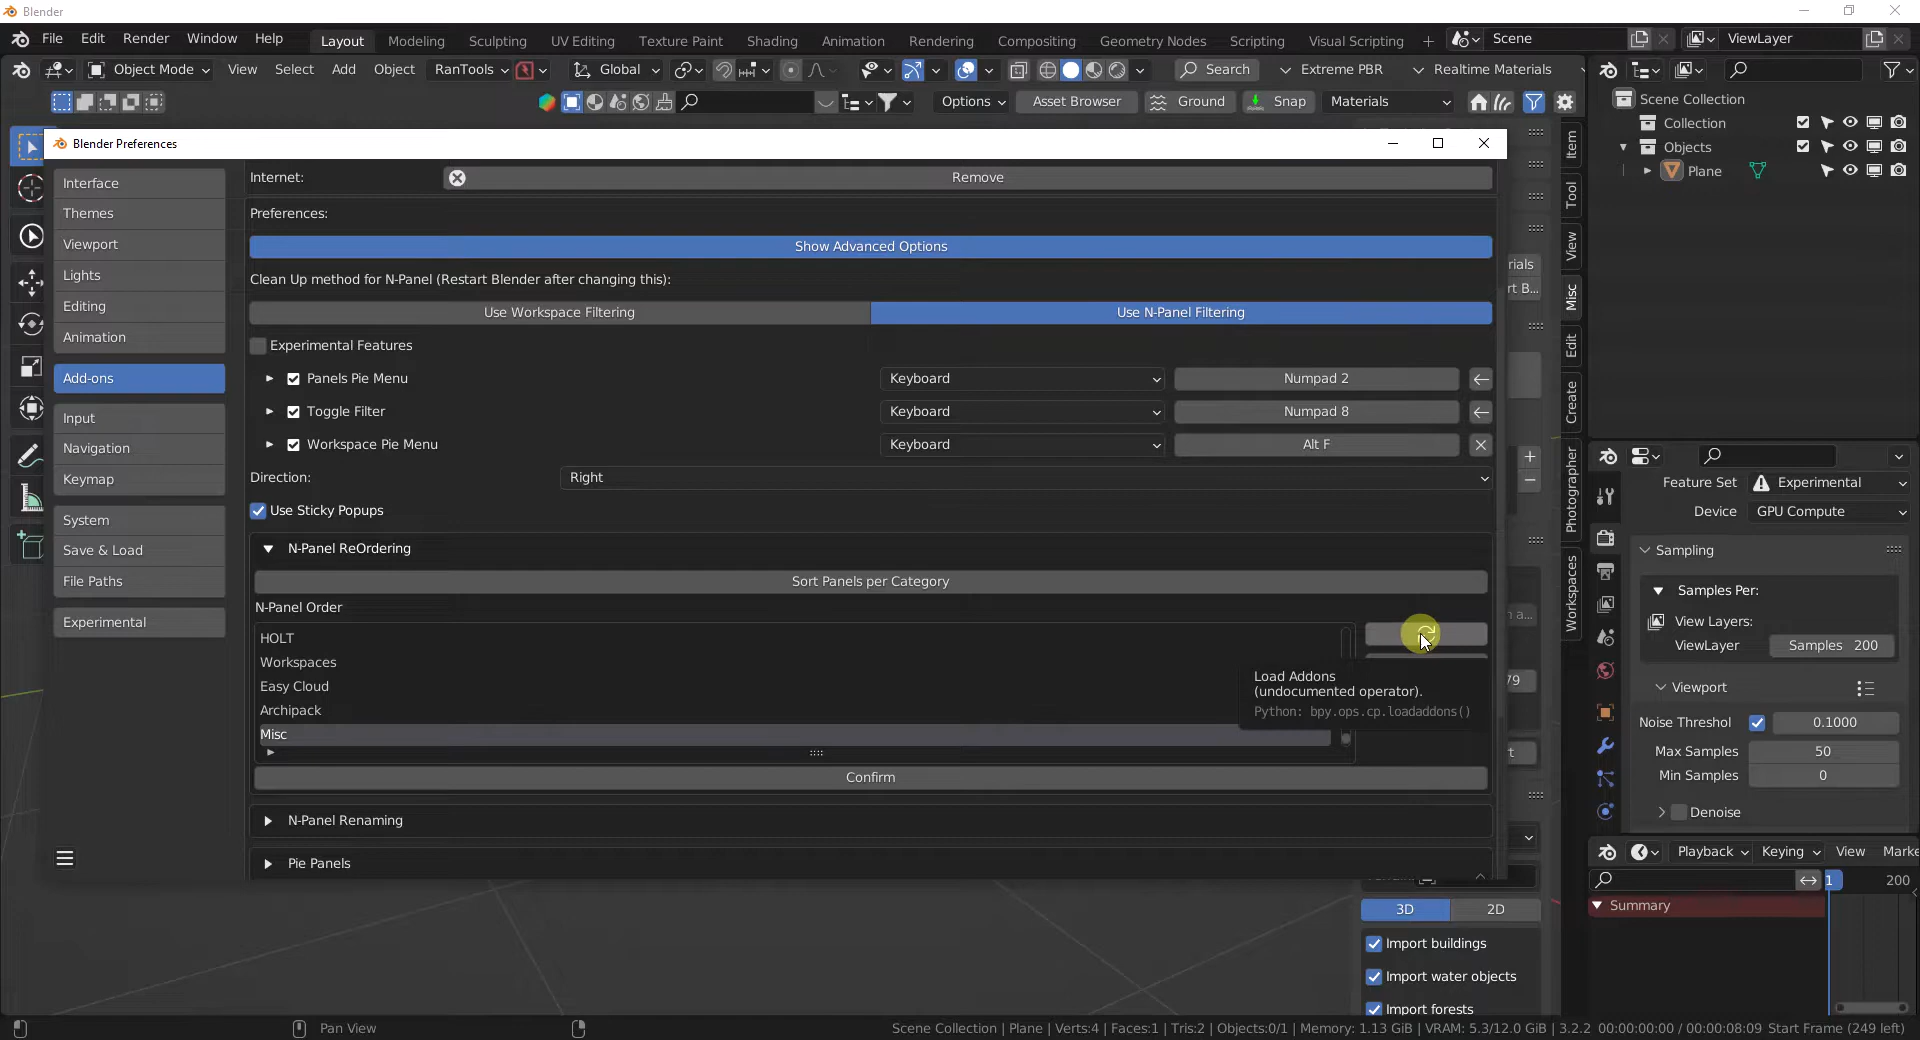 Blender
File Edit Render Window Help Layout Modeling Sculpting UV Editing Texture Paint Shading Animation Rendering Compositing Geometry Nodes Scripting Visual Scripting + Scene ViewLayer
Object Mode View Select Add Object RanTools Global Search Extreme PBR Realtime Materials
Options Asset Browser Ground Snap Materials
Scene Collection
Collection
Objects
Plane
Blender Preferences
Interface
Themes
Viewport
Lights
Editing
Animation
Add-ons
Input
Navigation
Keymap
System
Save & Load
File Paths
Experimental
Internet: Remove
Preferences:
Show Advanced Options
Clean Up method for N-Panel (Restart Blender after changing this):
Use Workspace Filtering Use N-Panel Filtering
Experimental Features
Panels Pie Menu Keyboard Numpad 2
Toggle Filter Keyboard Numpad 8
Workspace Pie Menu Keyboard Alt F
Direction: Right
Use Sticky Popups
N-Panel ReOrdering
Sort Panels per Category
N-Panel Order
HOLT
Workspaces
Easy Cloud
Archipack
Misc
Load Addons
(undocumented operator).
Python: bpy.ops.cp.loadaddons()
Confirm
N-Panel Renaming
Pie Panels
rials
rt B...
n a...
79
t
Item
Tool
View
Misc
Edit
Create
Photographer
Workspaces
3D 2D
Import buildings
Import water objects
Import forests
Feature Set Experimental
Device GPU Compute
Sampling
Samples Per:
View Layers:
ViewLayer Samples 200
Viewport
Noise Threshol 0.1000
Max Samples 50
Min Samples 0
Denoise
Playback Keying View Marke
1 200
Summary
Pan View
Scene Collection | Plane | Verts:4 | Faces:1 | Tris:2 | Objects:0/1 | Memory: 1.13 GiB | VRAM: 5.3/12.0 GiB | 3.2.2 00:00:00:00 / 00:00:08:09 Start Frame (249 left)